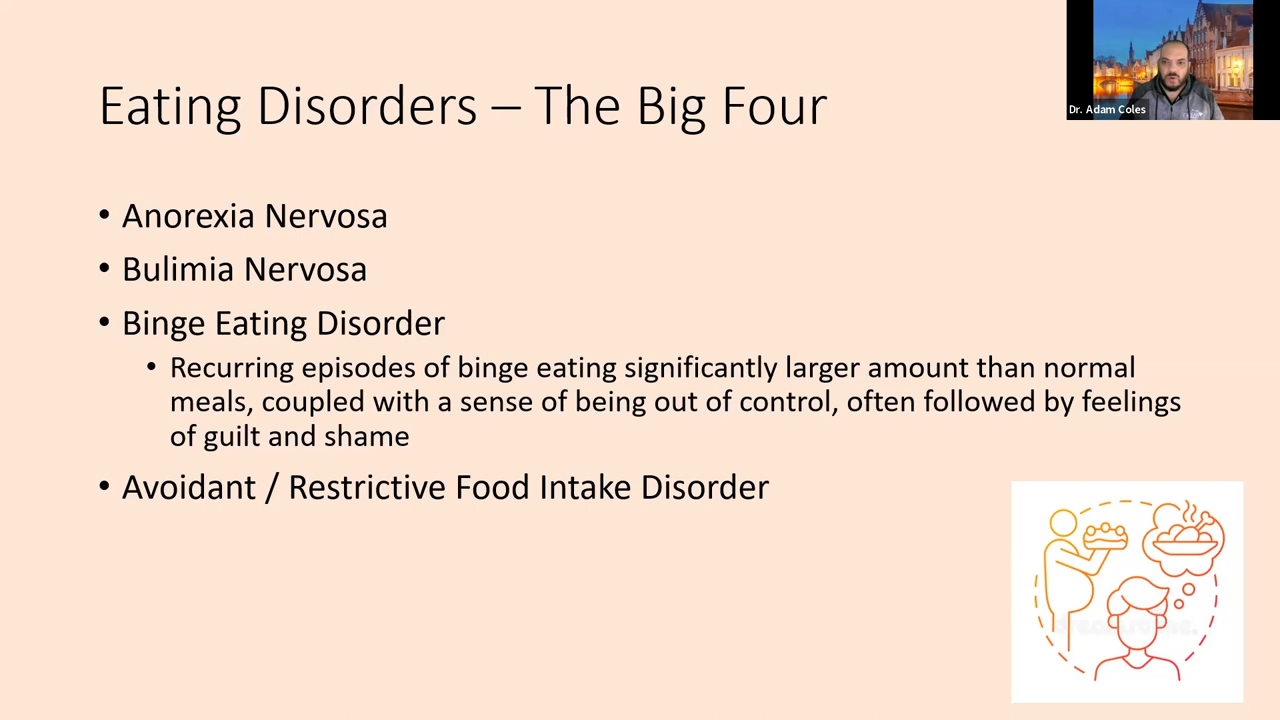 Eating Disorders – The Big Four
Dr. Adam Coles
• Anorexia Nervosa
• Bulimia Nervosa
• Binge Eating Disorder
• Recurring episodes of binge eating significantly larger amount than normal
meals, coupled with a sense of being out of control, often followed by feelings
of guilt and shame
• Avoidant / Restrictive Food Intake Disorder